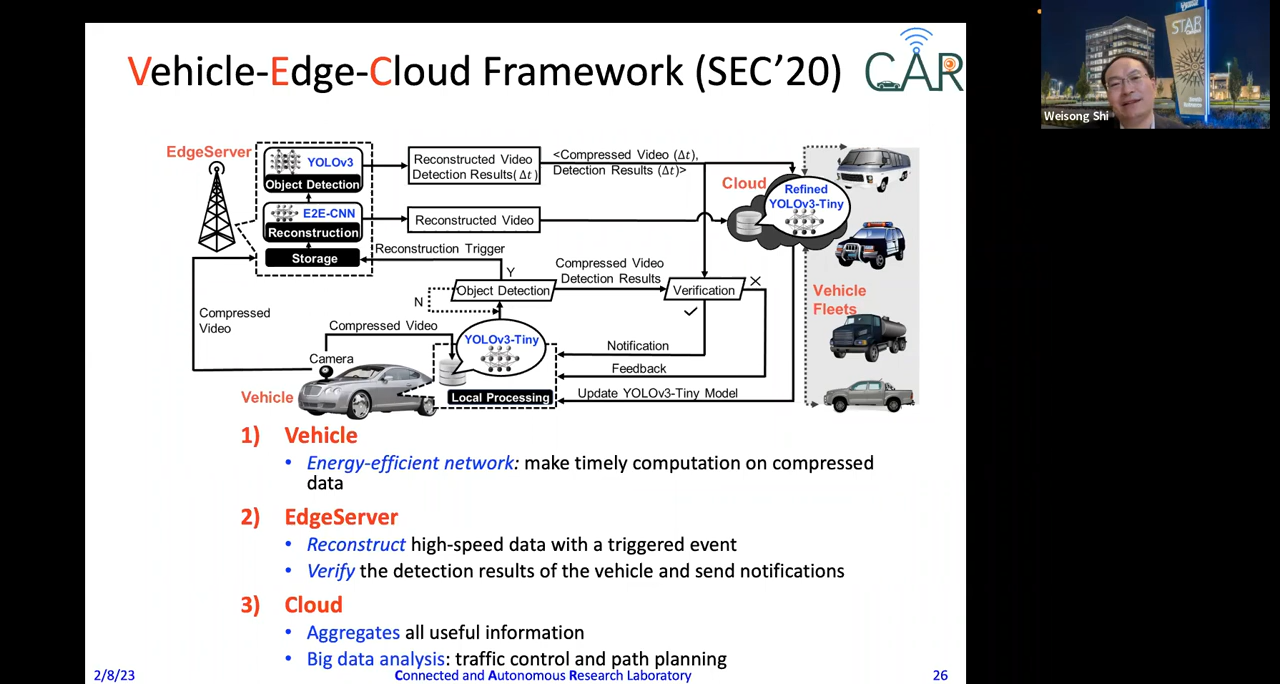 Vehicle-Edge-Cloud Framework (SEC'20)
CAR
STAR
Weisong Shi
EdgeServer
YOLOv3
Object Detection
E2E-CNN
Reconstruction
Storage
Reconstructed Video
Detection Results(Δt)
<Compressed Video (Δt),
Detection Results (Δt)>
Reconstructed Video
Cloud
Refined
YOLOv3-Tiny
Reconstruction Trigger
Compressed Video
Detection Results
Y
N
Object Detection
Verification
Vehicle
Fleets
Compressed
Video
Compressed Video
Camera
YOLOv3-Tiny
Notification
Feedback
Update YOLOv3-Tiny Model
Local Processing
Vehicle
1) Vehicle
• Energy-efficient network: make timely computation on compressed
data
2) EdgeServer
• Reconstruct high-speed data with a triggered event
• Verify the detection results of the vehicle and send notifications
3) Cloud
• Aggregates all useful information
• Big data analysis: traffic control and path planning
2/8/23
Connected and Autonomous Research Laboratory
26